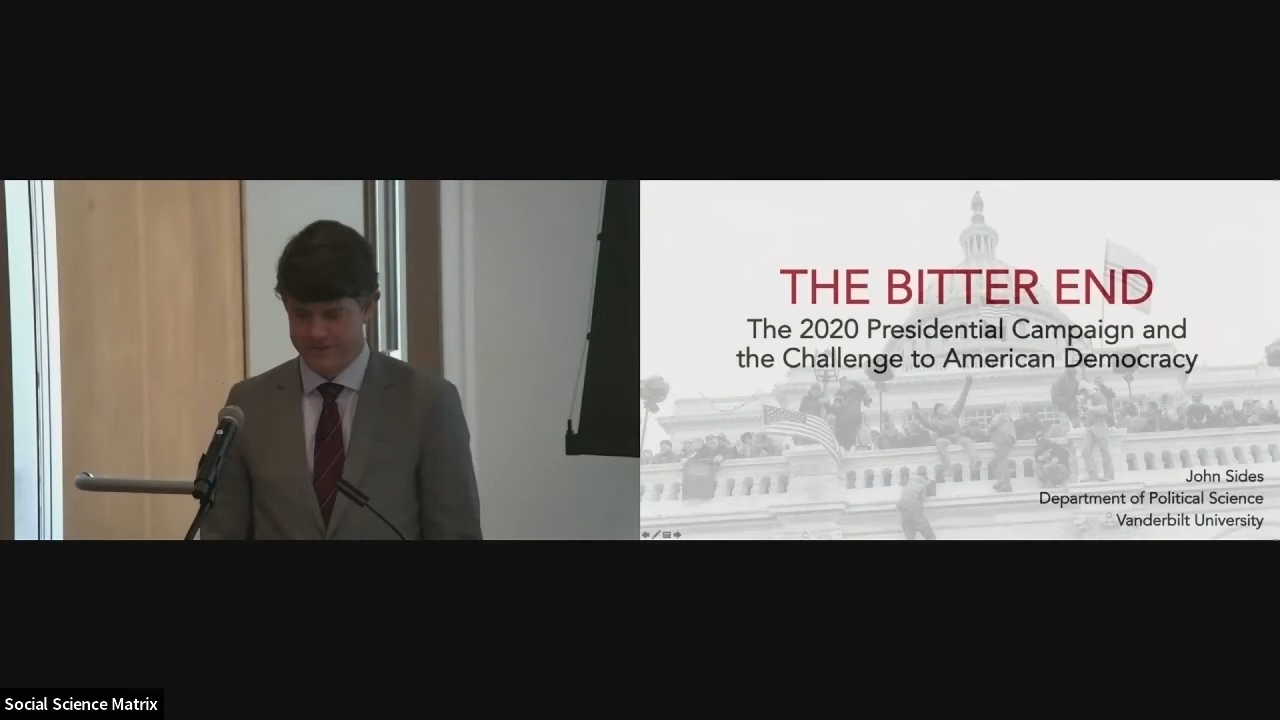 THE BITTER END
The 2020 Presidential Campaign and
the Challenge to American Democracy
John Sides
Department of Political Science
Vanderbilt University
Social Science Matrix